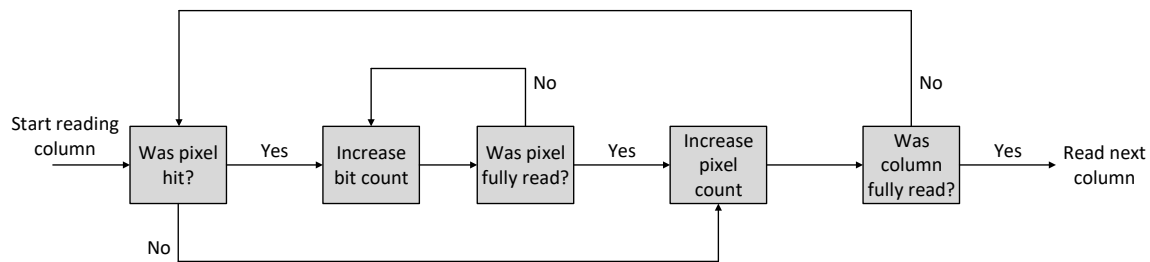 No
No
Start reading
column
Was pixel
hit?
Yes
Increase
bit count
Was pixel
fully read?
Yes
Increase
pixel
count
Was
column
fully read?
Yes
Read next
column
No